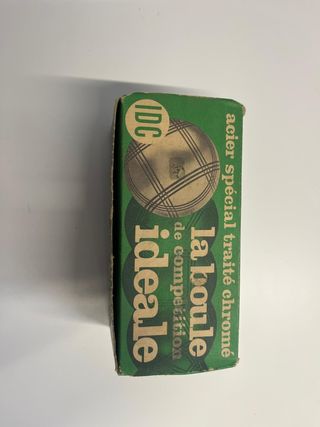 acier spécial traité chromé
IDC
la boule
de compétition
ideale